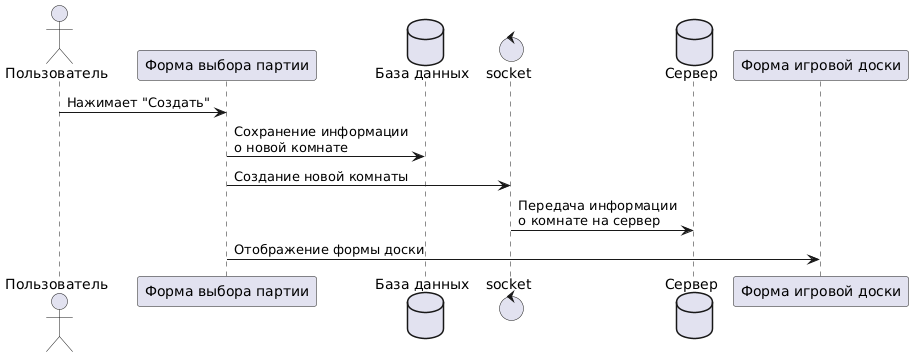 Пользователь
Форма выбора партии
База данных
socket
Сервер
Форма игровой доски
Нажимает "Создать"
Сохранение информации
о новой комнате
Создание новой комнаты
Передача информации
о комнате на сервер
Отображение формы доски
Пользователь
Форма выбора партии
База данных
socket
Сервер
Форма игровой доски